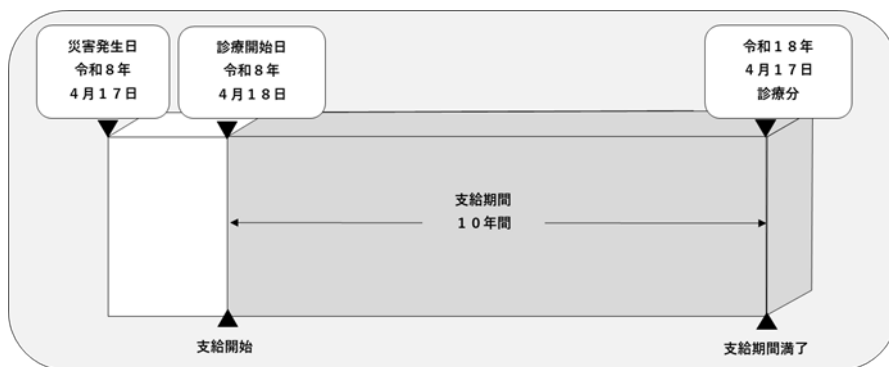 災害発生日
令和８年
４月１７日
診療開始日
令和８年
４月１８日
令和１８年
４月１７日
診療分
支給期間
１０年間
支給開始
支給期間満了